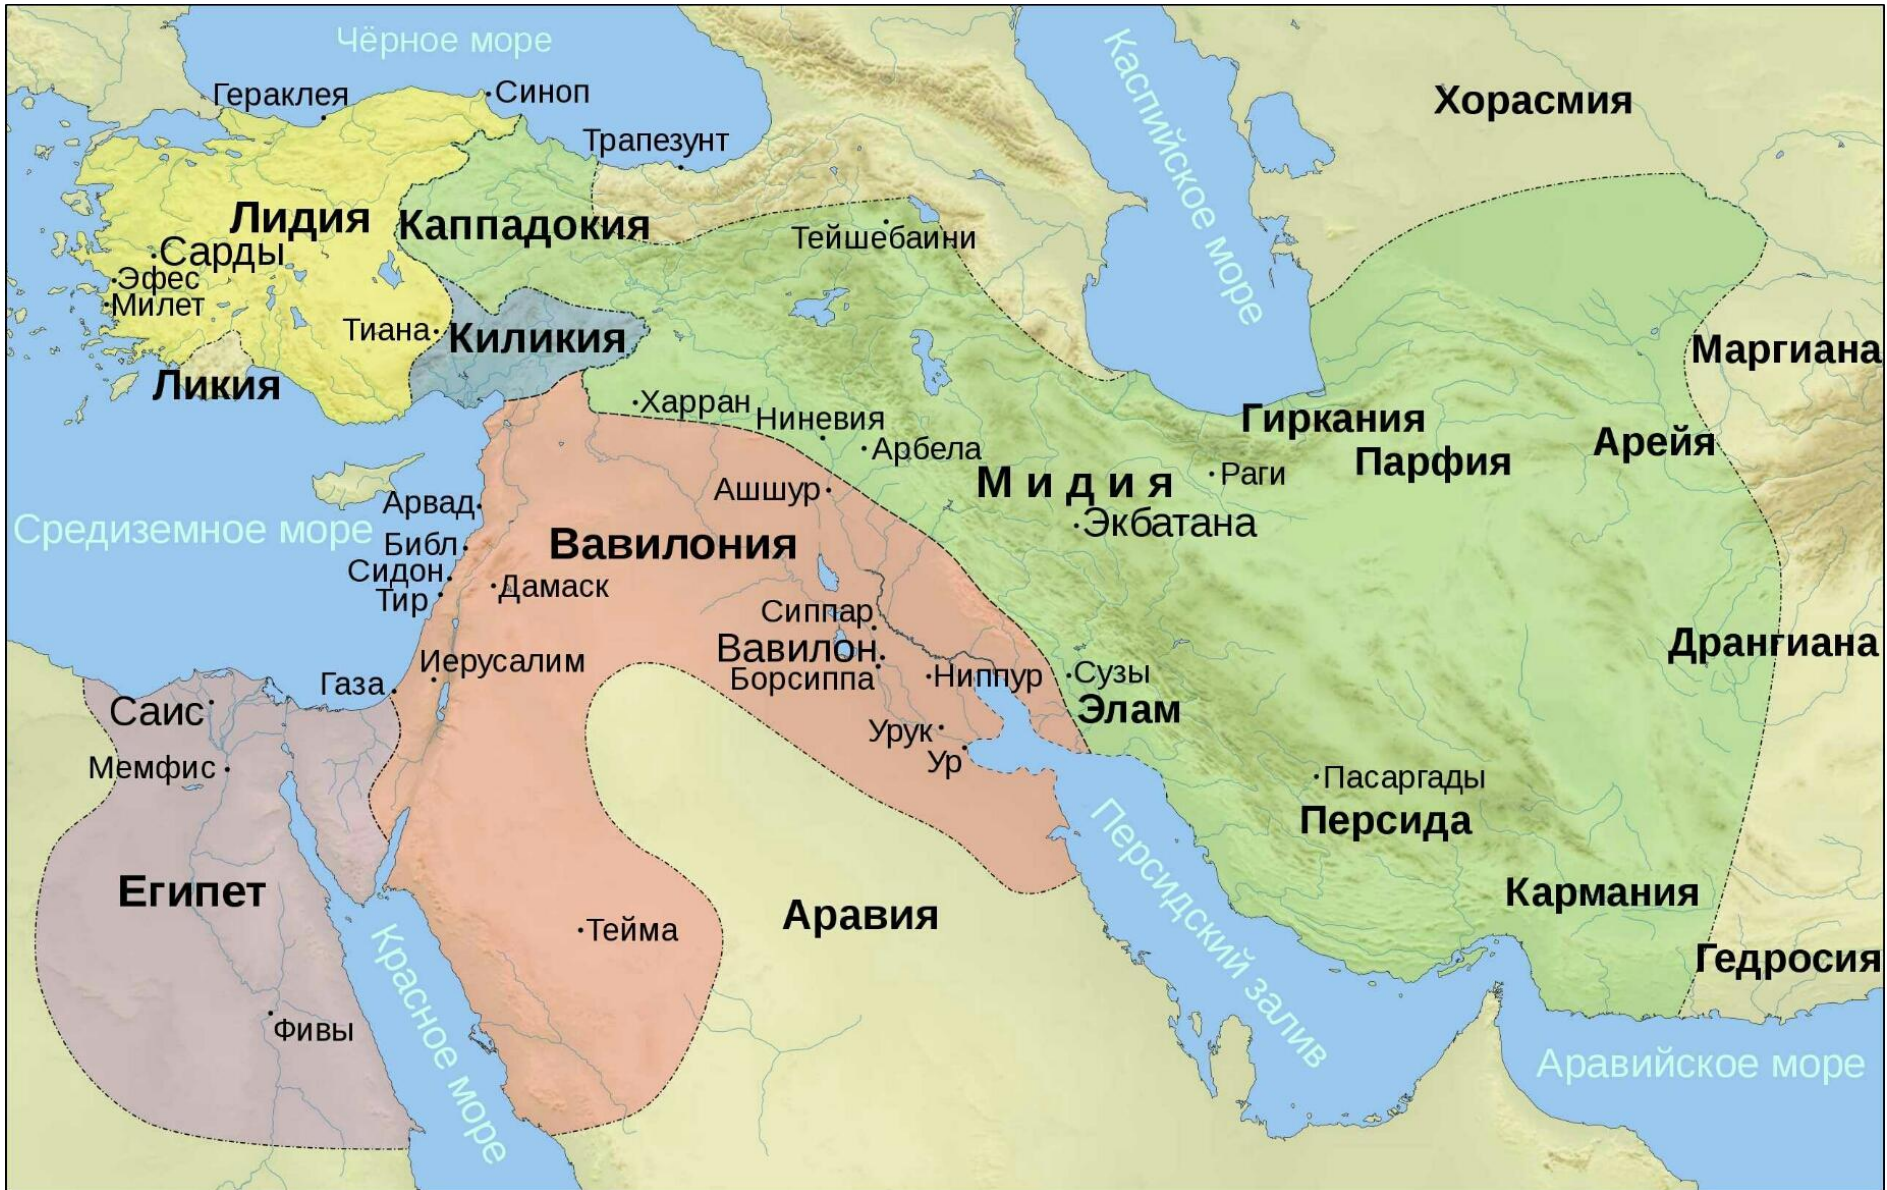 Чёрное море
Каспийское море
Гераклея
Синоп
Хорасмия
Трапезунт
Лидия
Каппадокия
Тейшебаини
Сарды
Эфес
Милет
Тиана
Киликия
Маргиана
Ликия
Харран
Ниневия
Гиркания
Арбела
Арейя
Парфия
Мидия
Раги
Ашшур
Арвад
Экбатана
Средиземное море
Библ
Вавилония
Сидон
Дамаск
Тир
Сиппар
Вавилон
Дрангиана
Иерусалим
Газа
Борсиппа
Ниппур
Сузы
Элам
Саис
Урук
Ур
Мемфис
Пасаргады
Персида
Персидский залив
Египет
Кармания
Аравия
Тейма
Гедросия
Красное море
Фивы
Аравийское море